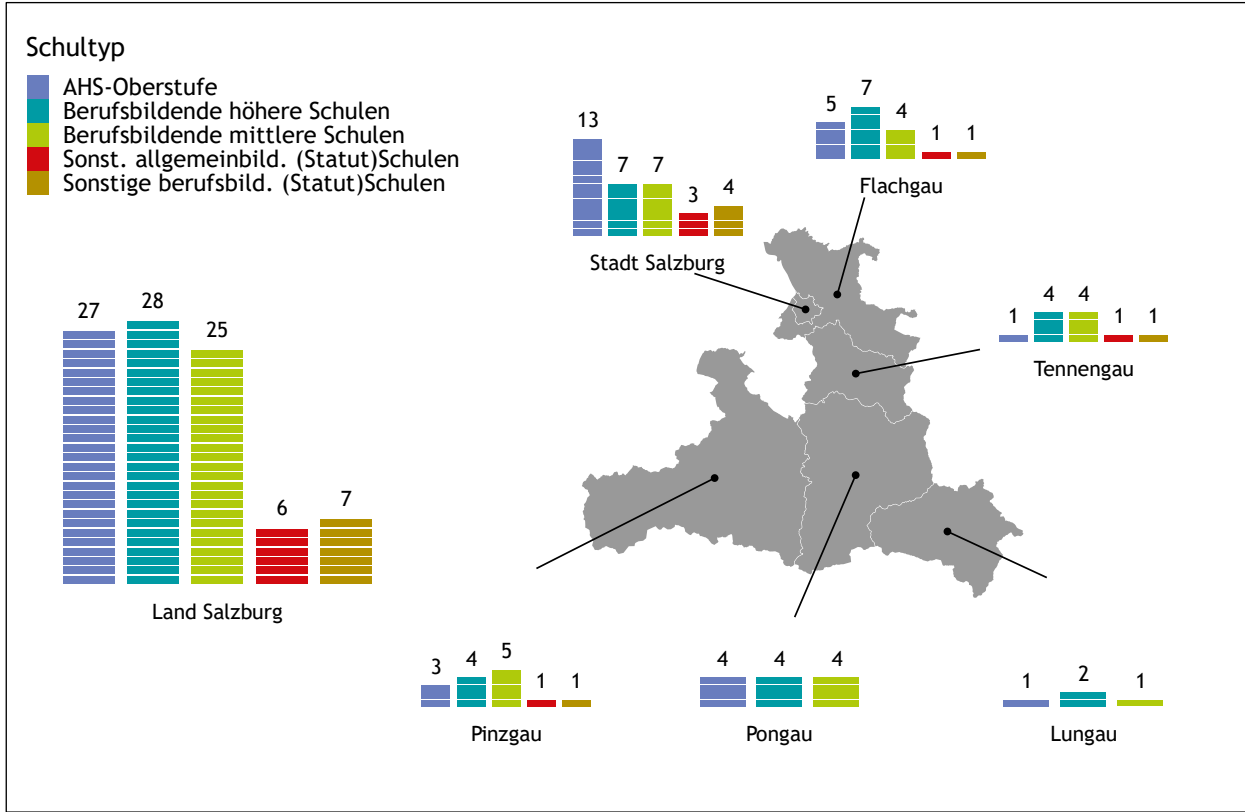 Schultyp
AHS-Oberstufe
Berufsbildende höhere Schulen
Berufsbildende mittlere Schulen
Sonst. allgemeinbild. (Statut)Schulen
Sonstige berufsbild. (Statut)Schulen
13 7 7 3 4
Stadt Salzburg
5 7 4 1 1
Flachgau
1 4 4 1 1
Tennengau
27 28 25 6 7
Land Salzburg
3 4 5 1 1
Pinzgau
4 4 4
Pongau
1 2 1
Lungau